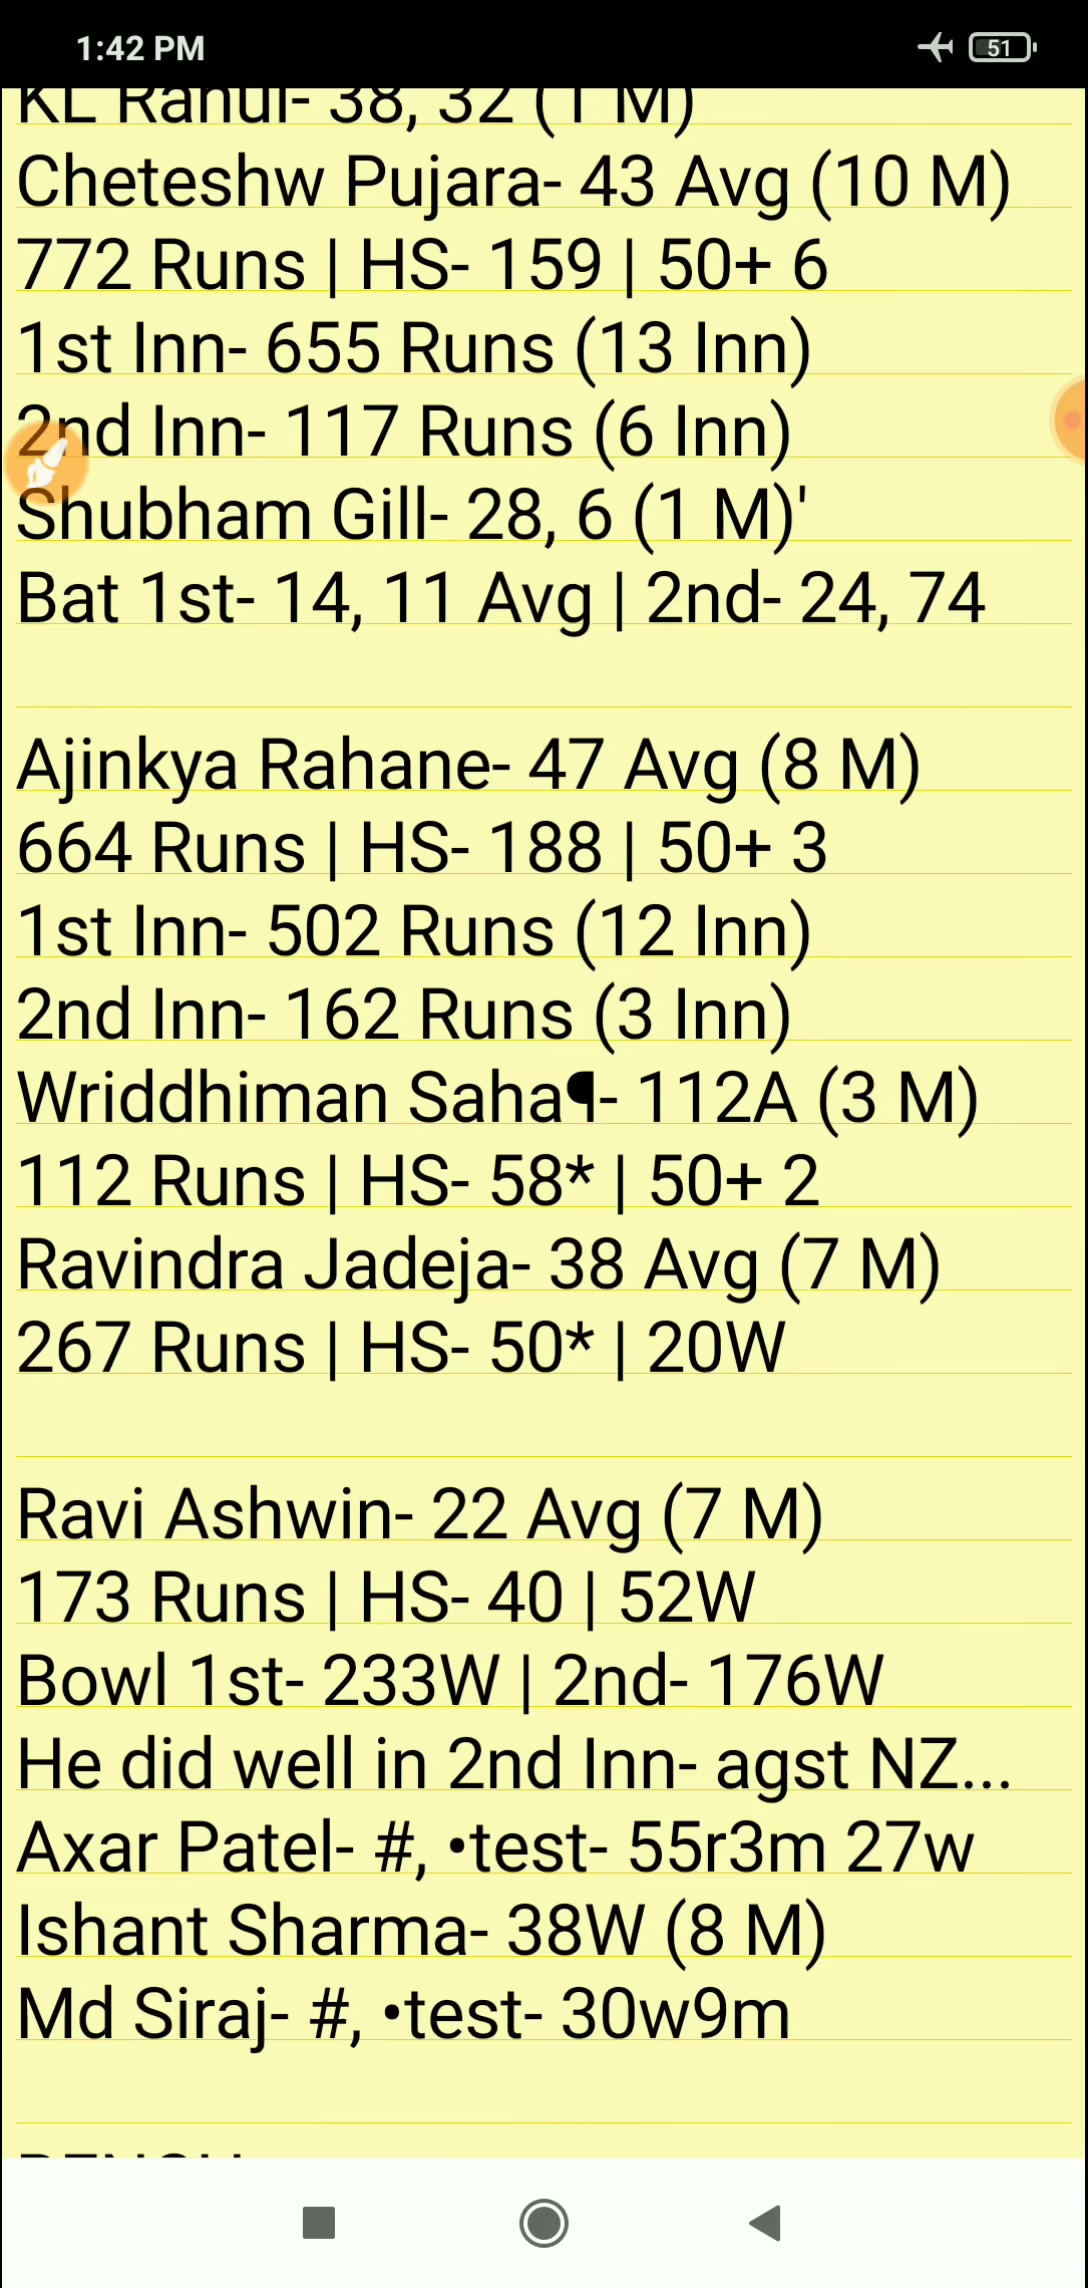 1:42 PM
51
KL Rahul- 38, 32 (1 M)
Cheteshw Pujara- 43 Avg (10 M)
772 Runs | HS- 159 | 50+ 6
1st Inn- 655 Runs (13 Inn)
2nd Inn- 117 Runs (6 Inn)
Shubham Gill- 28, 6 (1 M)'
Bat 1st- 14, 11 Avg | 2nd- 24, 74
Ajinkya Rahane- 47 Avg (8 M)
664 Runs | HS- 188 | 50+ 3
1st Inn- 502 Runs (12 Inn)
2nd Inn- 162 Runs (3 Inn)
Wriddhiman Saha¶- 112A (3 M)
112 Runs | HS- 58* | 50+ 2
Ravindra Jadeja- 38 Avg (7 M)
267 Runs | HS- 50* | 20W
Ravi Ashwin- 22 Avg (7 M)
173 Runs | HS- 40 | 52W
Bowl 1st- 233W | 2nd- 176W
He did well in 2nd Inn- agst NZ...
Axar Patel- #, •test- 55r3m 27w
Ishant Sharma- 38W (8 M)
Md Siraj- #, •test- 30w9m